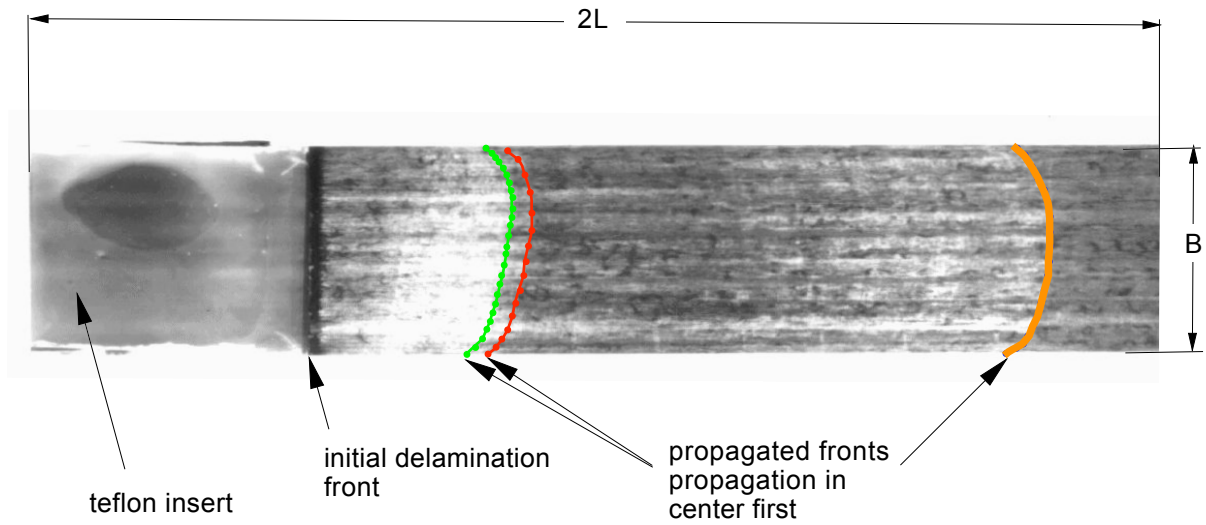 2L
B
initial delamination
front
propagated fronts
propagation in
center first
teflon insert